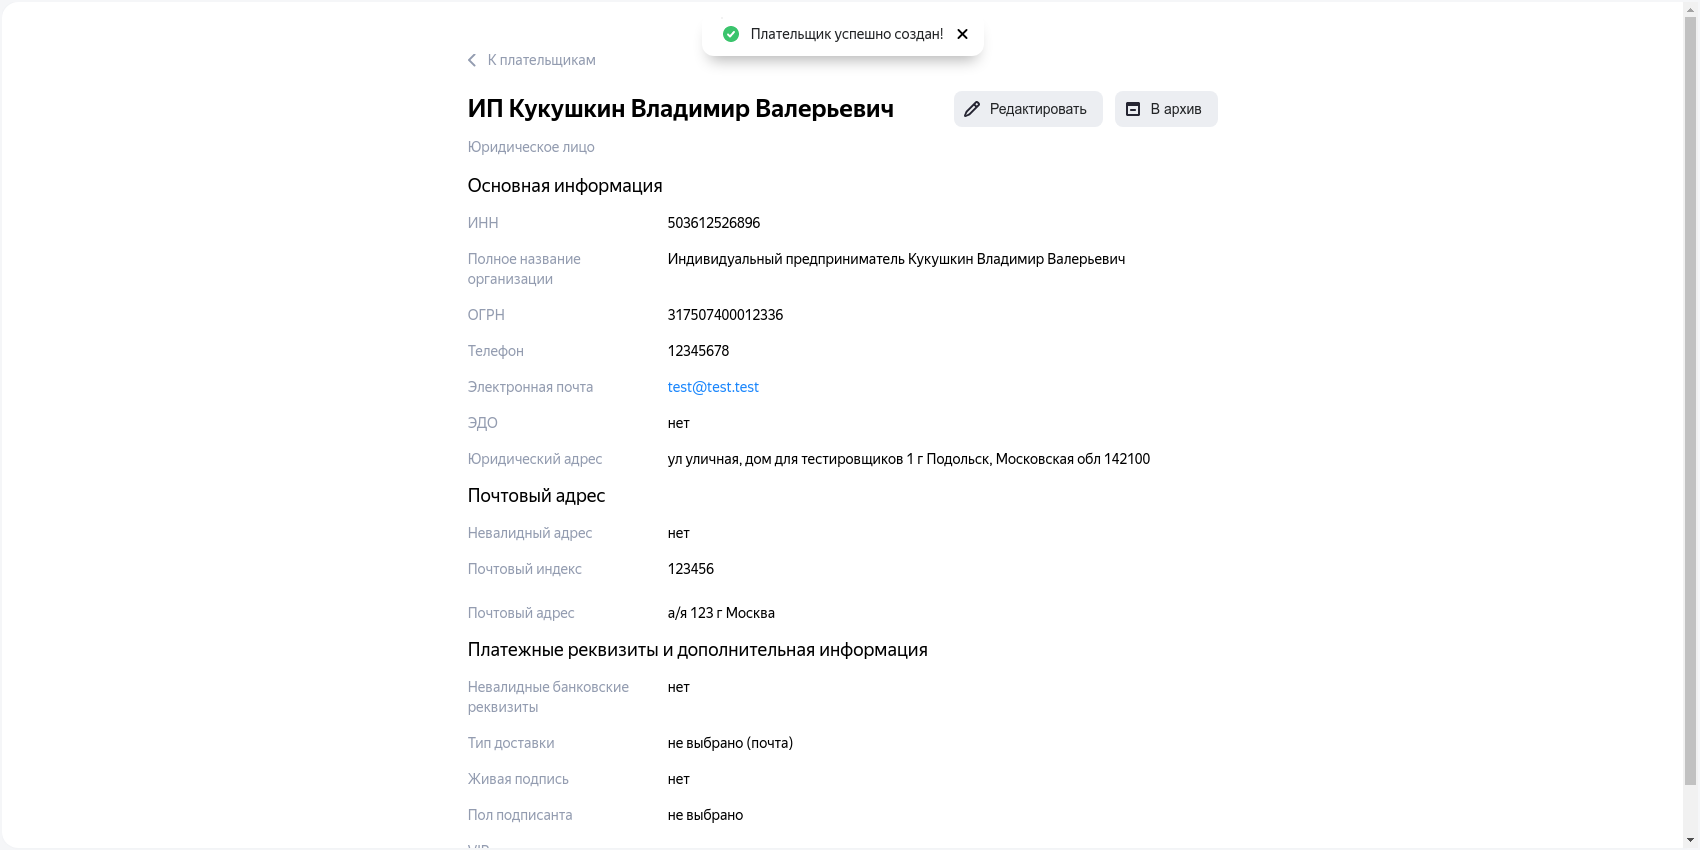 Плательщик успешно создан!
К плательщикам
ИП Кукушкин Владимир Валерьевич
Редактировать
В архив
Юридическое лицо
Основная информация
ИНН 503612526896
Полное название организации Индивидуальный предприниматель Кукушкин Владимир Валерьевич
ОГРН 317507400012336
Телефон 12345678
Электронная почта test@test.test
ЭДО нет
Юридический адрес ул уличная, дом для тестировщиков 1 г Подольск, Московская обл 142100
Почтовый адрес
Невалидный адрес нет
Почтовый индекс 123456
Почтовый адрес а/я 123 г Москва
Платежные реквизиты и дополнительная информация
Невалидные банковские реквизиты нет
Тип доставки не выбрано (почта)
Живая подпись нет
Пол подписанта не выбрано